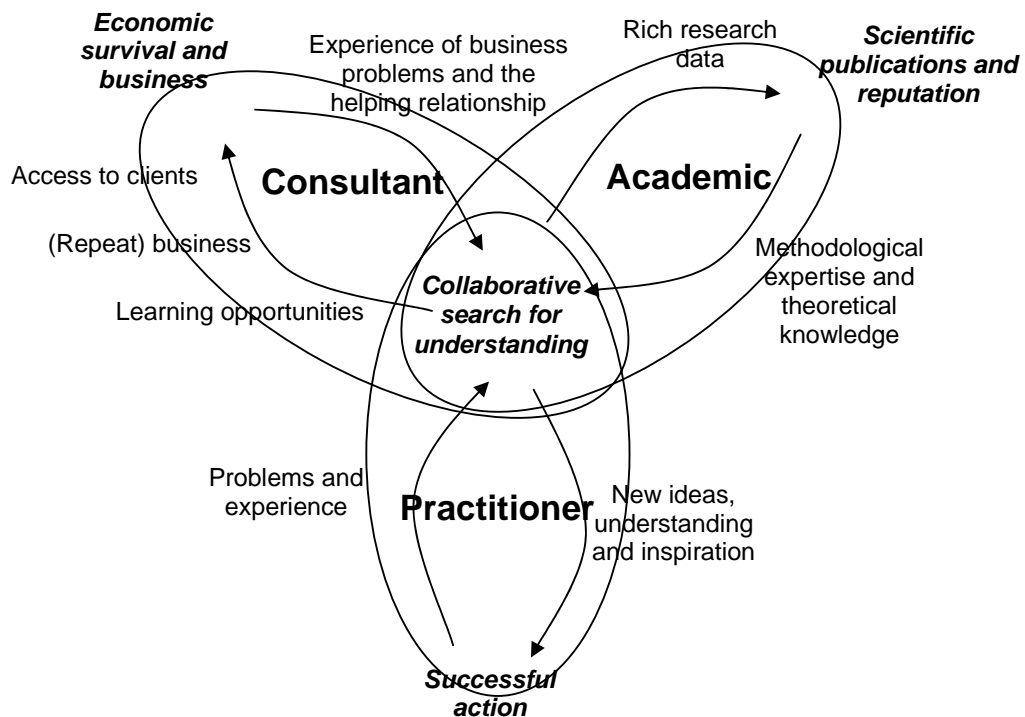 Economic
survival and
business
Experience of business
problems and the
helping relationship
Rich research
data
Scientific
publications and
reputation
Access to clients
Consultant
Academic
(Repeat) business
Learning opportunities
Collaborative
search for
understanding
Methodological
expertise and
theoretical
knowledge
Problems and
experience
Practitioner
New ideas,
understanding
and inspiration
Successful
action